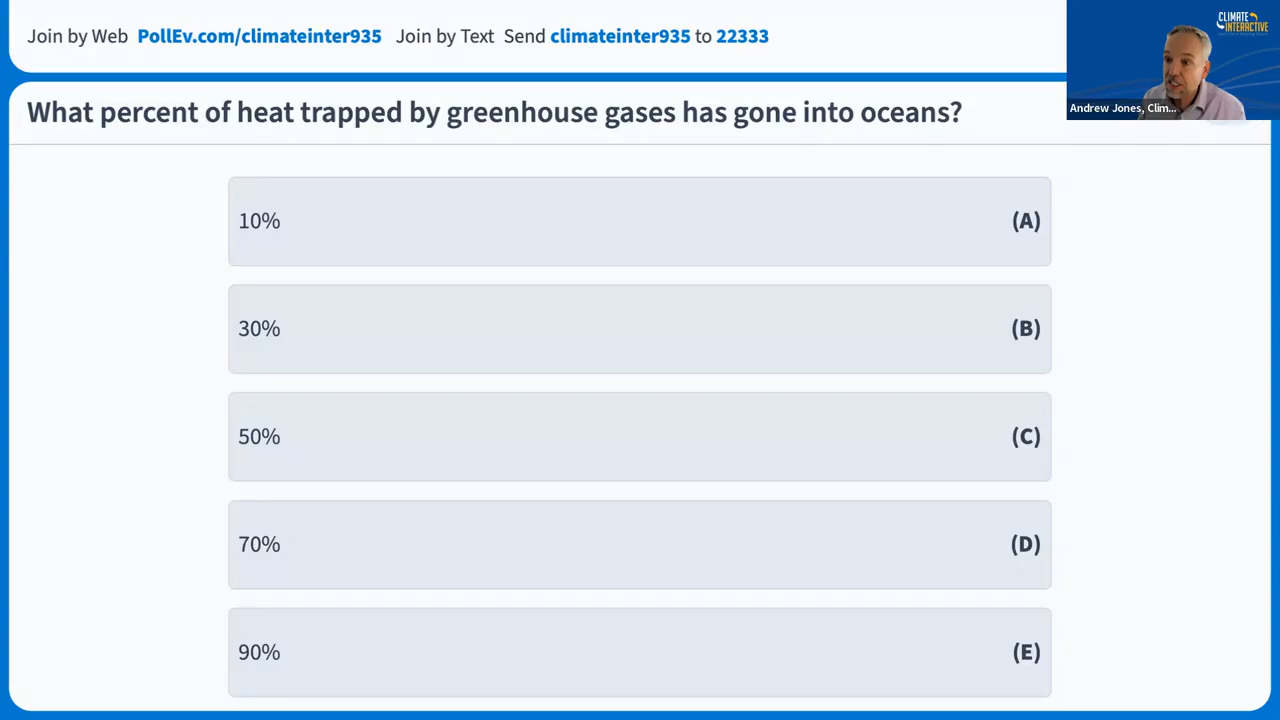 Join by Web PollEv.com/climateinter935 Join by Text Send climateinter935 to 22333
CLIMATE
INTERACTIVE
Andrew Jones, Clim...
What percent of heat trapped by greenhouse gases has gone into oceans?
10% (A)
30% (B)
50% (C)
70% (D)
90% (E)